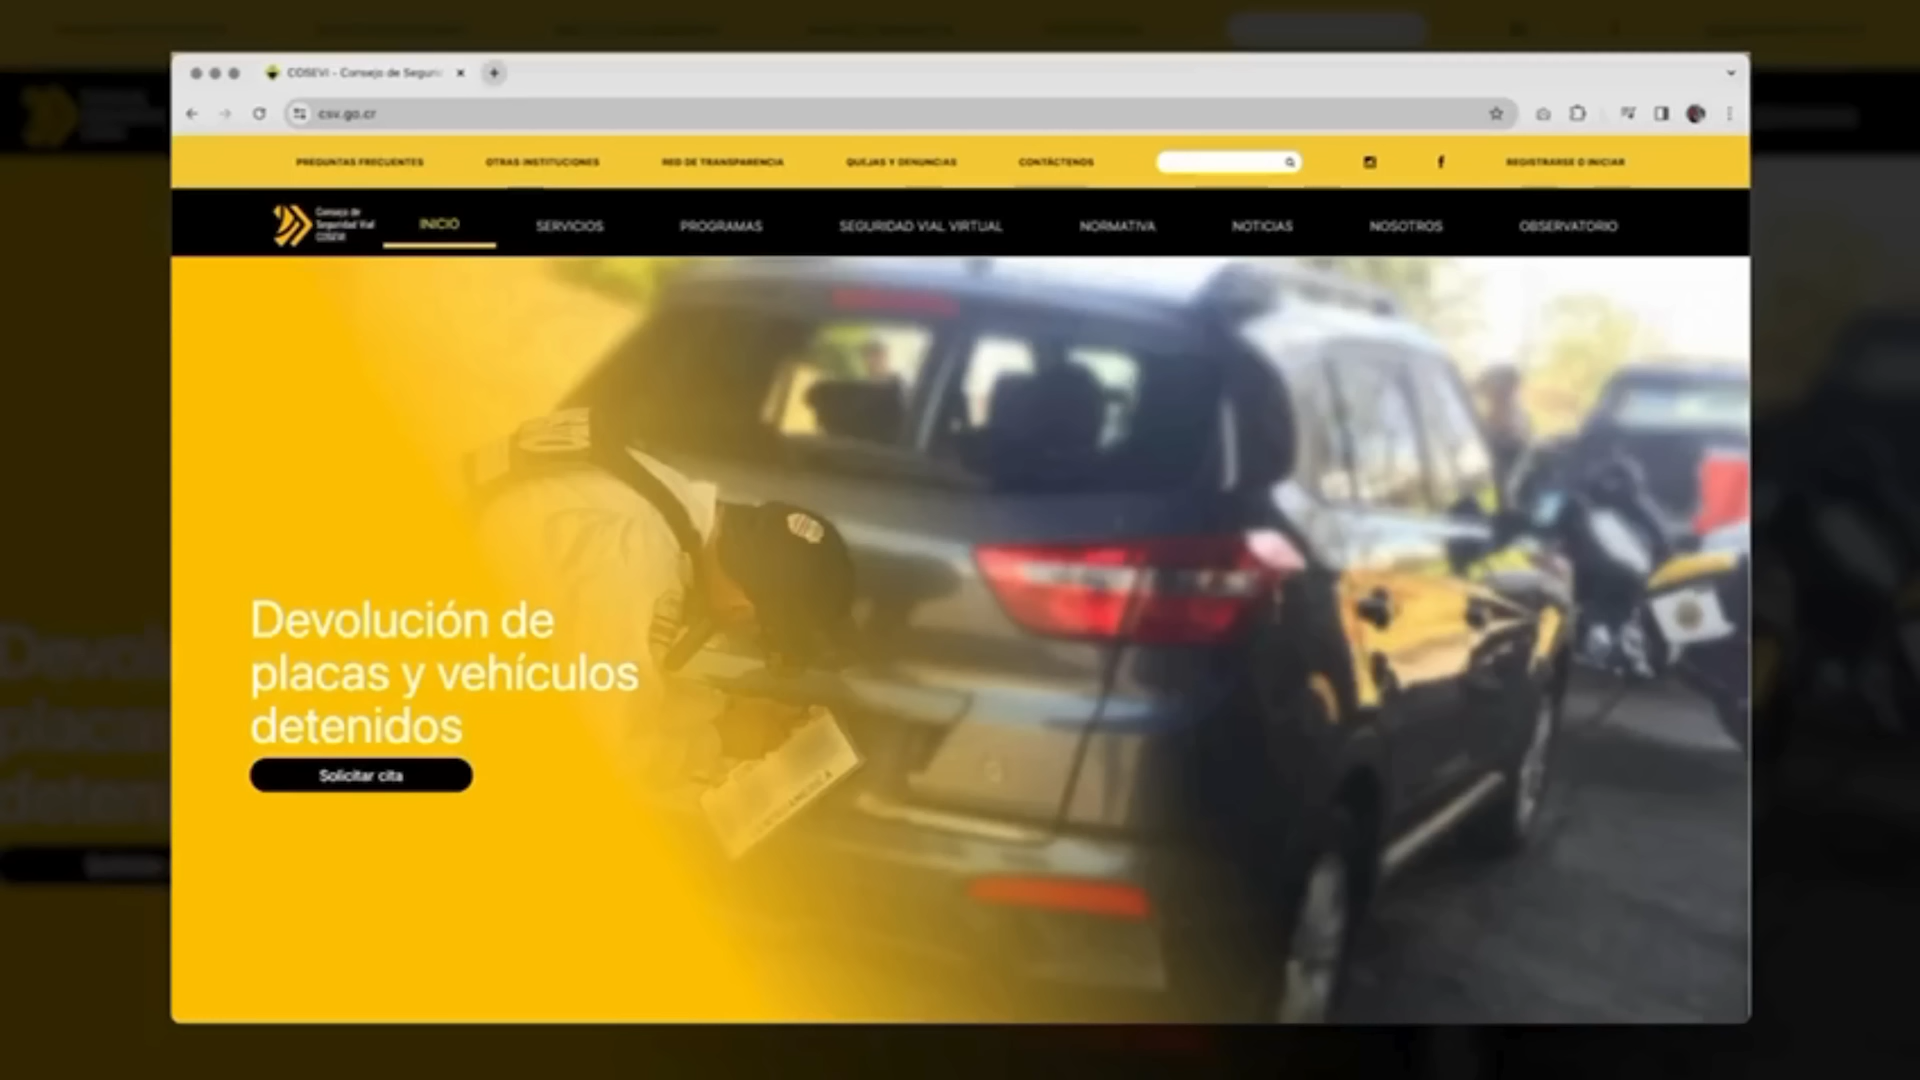 COSEVI - Consejo de Seguri
csv.go.cr
PREGUNTAS FRECUENTES
OTRAS INSTITUCIONES
RED DE TRANSPARENCIA
QUEJAS Y DENUNCIAS
CONTÁCTENOS
REGISTRARSE O INICIAR
Consejo de
Seguridad Vial
COSEVI
INICIO
SERVICIOS
PROGRAMAS
SEGURIDAD VIAL VIRTUAL
NORMATIVA
NOTICIAS
NOSOTROS
OBSERVATORIO
Devolución de
placas y vehículos
detenidos
Solicitar cita